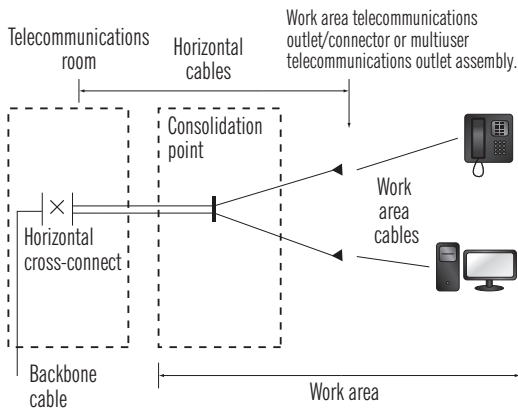 Telecommunications
room
Horizontal
cables
Work area telecommunications
outlet/connector or multiuser
telecommunications outlet assembly.
Consolidation
point
Work
area
cables
Horizontal
cross-connect
Backbone
cable
Work area